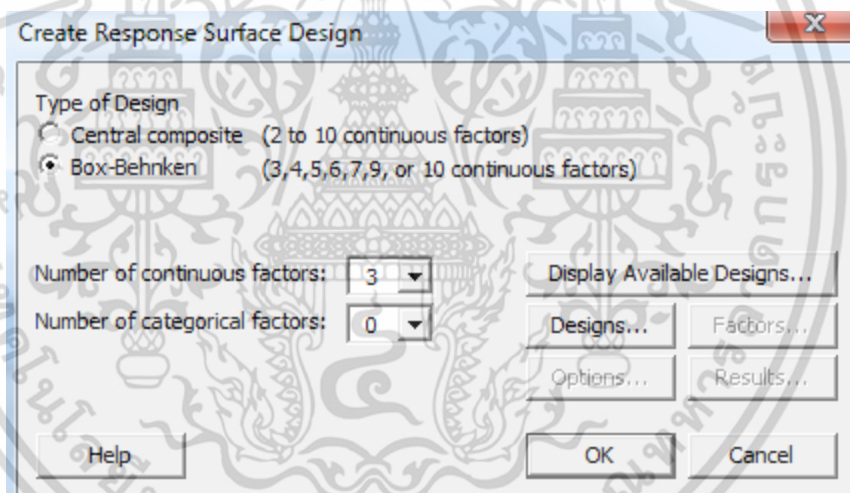 Create Response Surface Design
X
Type of Design
Central composite (2 to 10 continuous factors)
Box-Behnken (3,4,5,6,7,9, or 10 continuous factors)
Number of continuous factors: 3
Display Available Designs...
Number of categorical factors: 0
Designs...
Factors...
Options...
Results...
Help
OK
Cancel